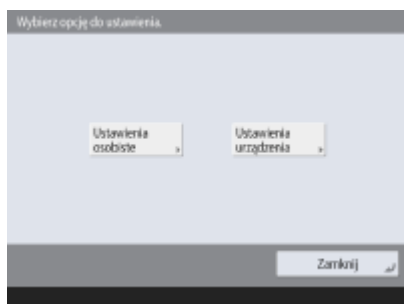 Wybierz opcję do ustawienia.
Ustawienia
osobiste
Ustawienia
urządzenia
Zamknij